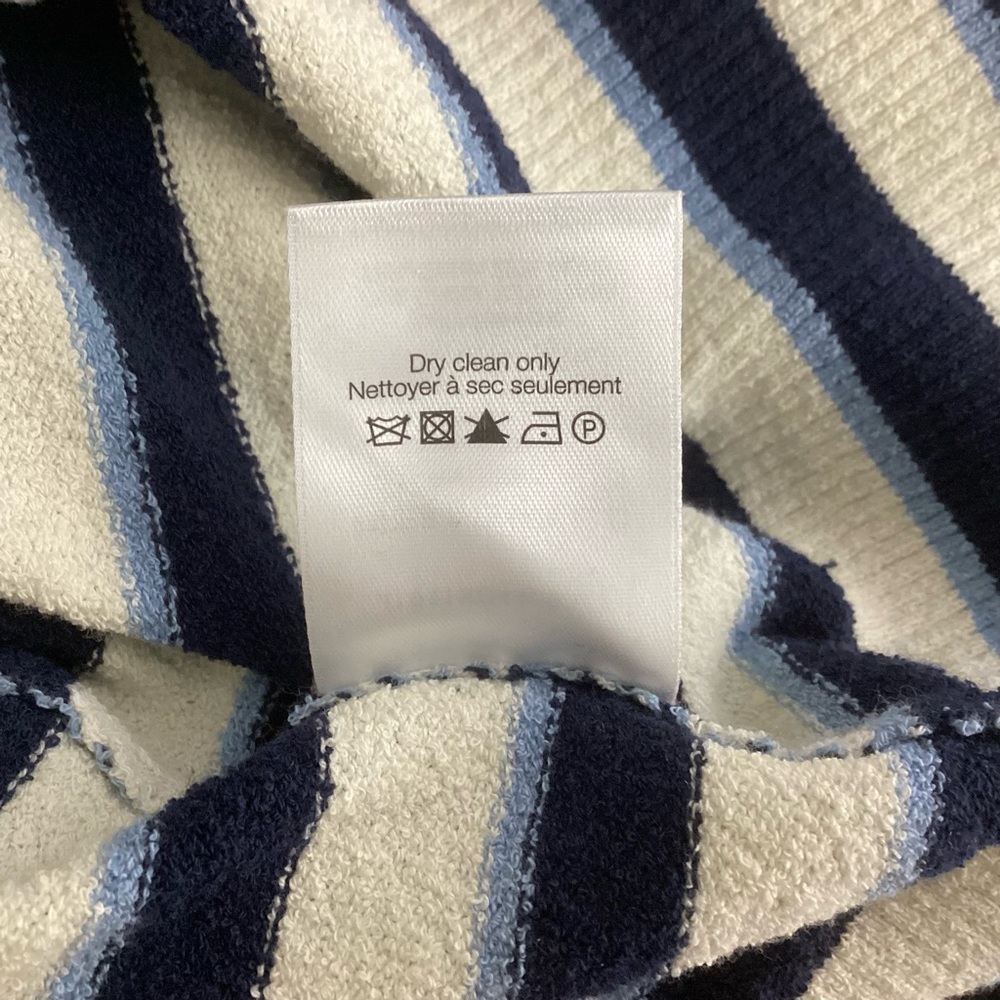 Dry clean only
Nettoyer à sec seulement
P